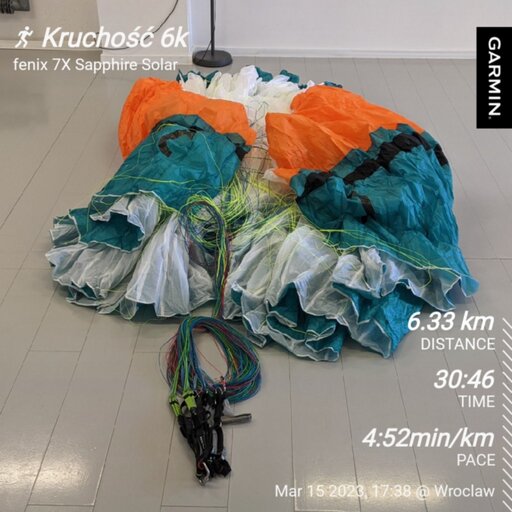 Kruchość 6k
fenix 7X Sapphire Solar
GARMIN.
6.33 km
DISTANCE
30:46
TIME
4:52min/km
PACE
Mar 15 2023, 17:38 @ Wroclaw